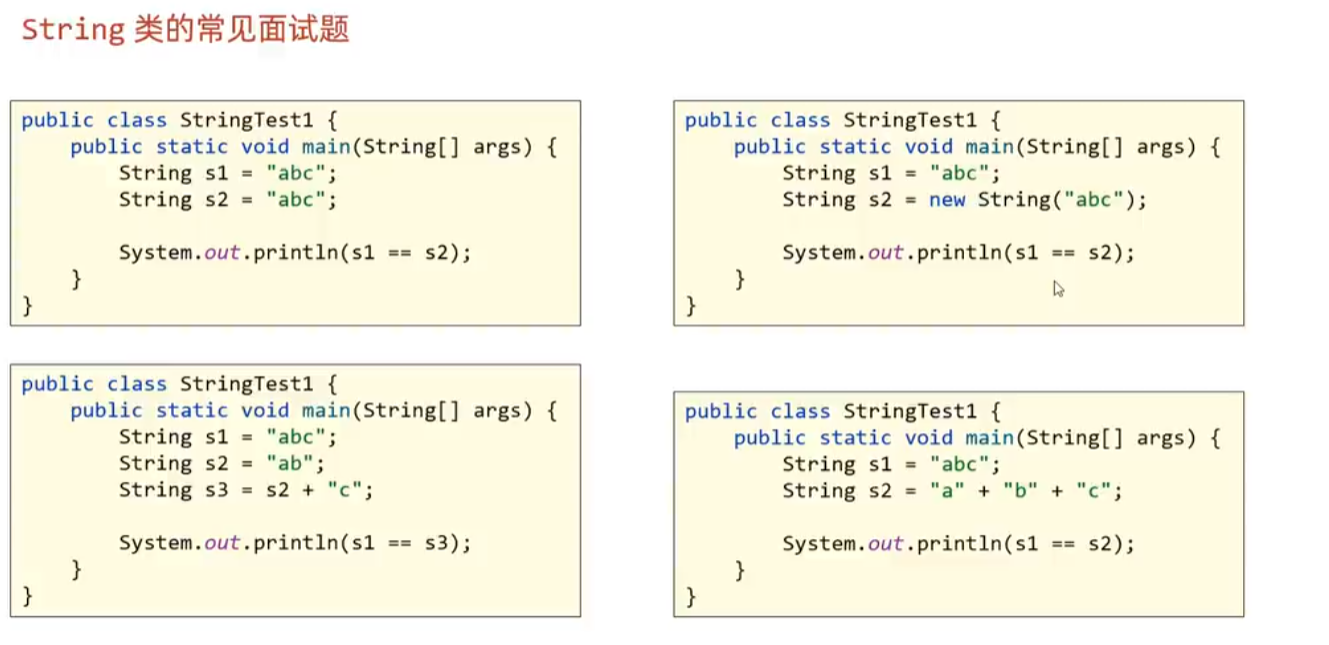 String 类的常见面试题
public class StringTest1 {
    public static void main(String[] args) {
        String s1 = "abc";
        String s2 = "abc";
        System.out.println(s1 == s2);
    }
}
public class StringTest1 {
    public static void main(String[] args) {
        String s1 = "abc";
        String s2 = new String("abc");
        System.out.println(s1 == s2);
    }
}
public class StringTest1 {
    public static void main(String[] args) {
        String s1 = "abc";
        String s2 = "ab";
        String s3 = s2 + "c";
        System.out.println(s1 == s3);
    }
}
public class StringTest1 {
    public static void main(String[] args) {
        String s1 = "abc";
        String s2 = "a" + "b" + "c";
        System.out.println(s1 == s2);
    }
}